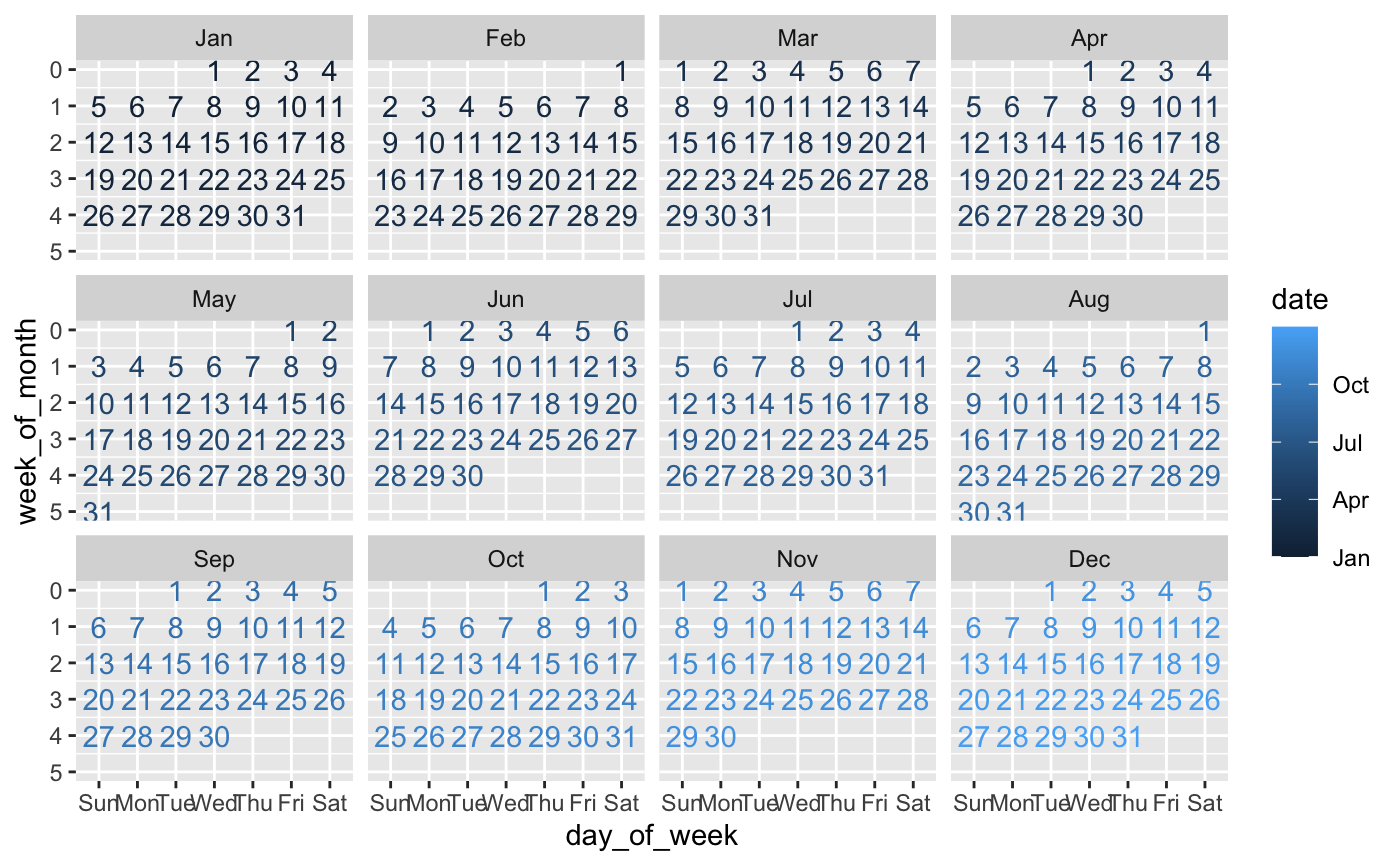 Jan Feb Mar Apr
0 1 2 3 4 1 1 2 3 4 5 6 7 1 2 3 4
1 5 6 7 8 9 10 11 2 3 4 5 6 7 8 8 9 10 11 12 13 14 5 6 7 8 9 10 11
2 12 13 14 15 16 17 18 9 10 11 12 13 14 15 15 16 17 18 19 20 21 12 13 14 15 16 17 18
3 19 20 21 22 23 24 25 16 17 18 19 20 21 22 22 23 24 25 26 27 28 19 20 21 22 23 24 25
4 26 27 28 29 30 31 23 24 25 26 27 28 29 29 30 31 26 27 28 29 30
5
May Jun Jul Aug
0 1 2 1 2 3 4 5 6 1 2 3 4 1
1 3 4 5 6 7 8 9 7 8 9 10 11 12 13 5 6 7 8 9 10 11 2 3 4 5 6 7 8
2 10 11 12 13 14 15 16 14 15 16 17 18 19 20 12 13 14 15 16 17 18 9 10 11 12 13 14 15
3 17 18 19 20 21 22 23 21 22 23 24 25 26 27 19 20 21 22 23 24 25 16 17 18 19 20 21 22
4 24 25 26 27 28 29 30 28 29 30 26 27 28 29 30 31 23 24 25 26 27 28 29
5 31 30 31
Sep Oct Nov Dec
0 1 2 3 4 5 1 2 3 1 2 3 4 5 6 7 1 2 3 4 5
1 6 7 8 9 10 11 12 4 5 6 7 8 9 10 8 9 10 11 12 13 14 6 7 8 9 10 11 12
2 13 14 15 16 17 18 19 11 12 13 14 15 16 17 15 16 17 18 19 20 21 13 14 15 16 17 18 19
3 20 21 22 23 24 25 26 18 19 20 21 22 23 24 22 23 24 25 26 27 28 20 21 22 23 24 25 26
4 27 28 29 30 25 26 27 28 29 30 31 29 30 27 28 29 30 31
5
Sun Mon Tue Wed Thu Fri Sat Sun Mon Tue Wed Thu Fri Sat Sun Mon Tue Wed Thu Fri Sat Sun Mon Tue Wed Thu Fri Sat
day_of_week
week_of_month
date
Oct
Jul
Apr
Jan